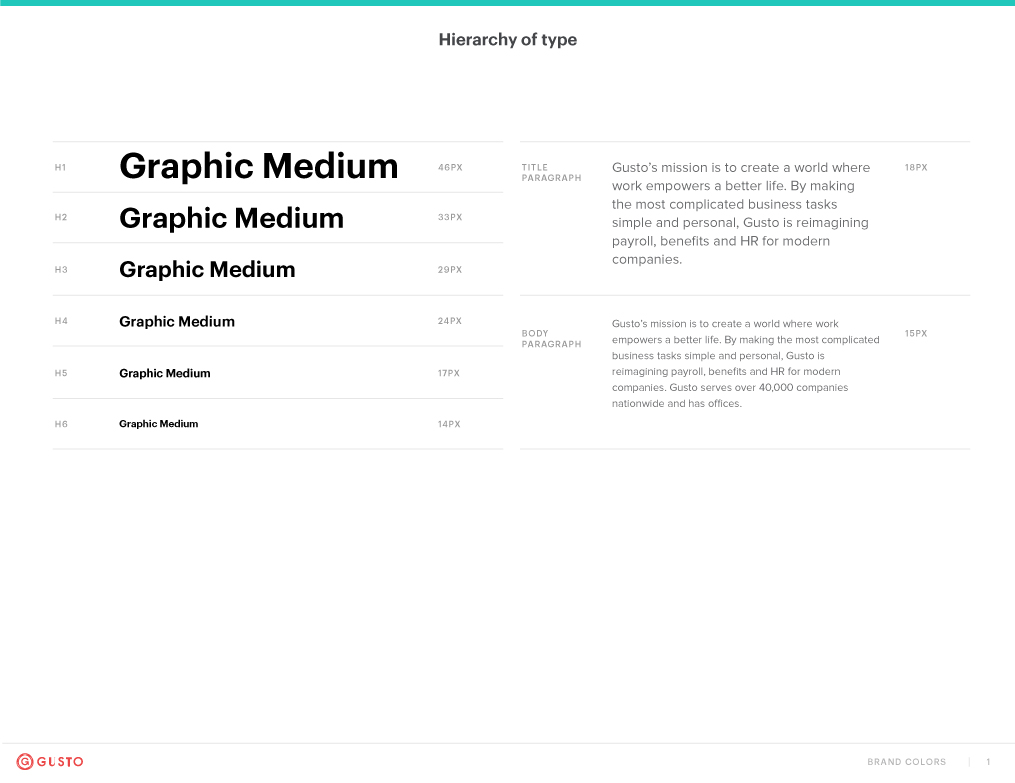 Hierarchy of type
H1 Graphic Medium 46PX
H2 Graphic Medium 33PX
H3 Graphic Medium 29PX
H4 Graphic Medium 24PX
H5 Graphic Medium 17PX
H6 Graphic Medium 14PX
TITLE
PARAGRAPH
Gusto’s mission is to create a world where
work empowers a better life. By making
the most complicated business tasks
simple and personal, Gusto is reimagining
payroll, benefits and HR for modern
companies.
18PX
BODY
PARAGRAPH
Gusto’s mission is to create a world where work
empowers a better life. By making the most complicated
business tasks simple and personal, Gusto is
reimagining payroll, benefits and HR for modern
companies. Gusto serves over 40,000 companies
nationwide and has offices.
15PX
G GUSTO
BRAND COLORS | 1